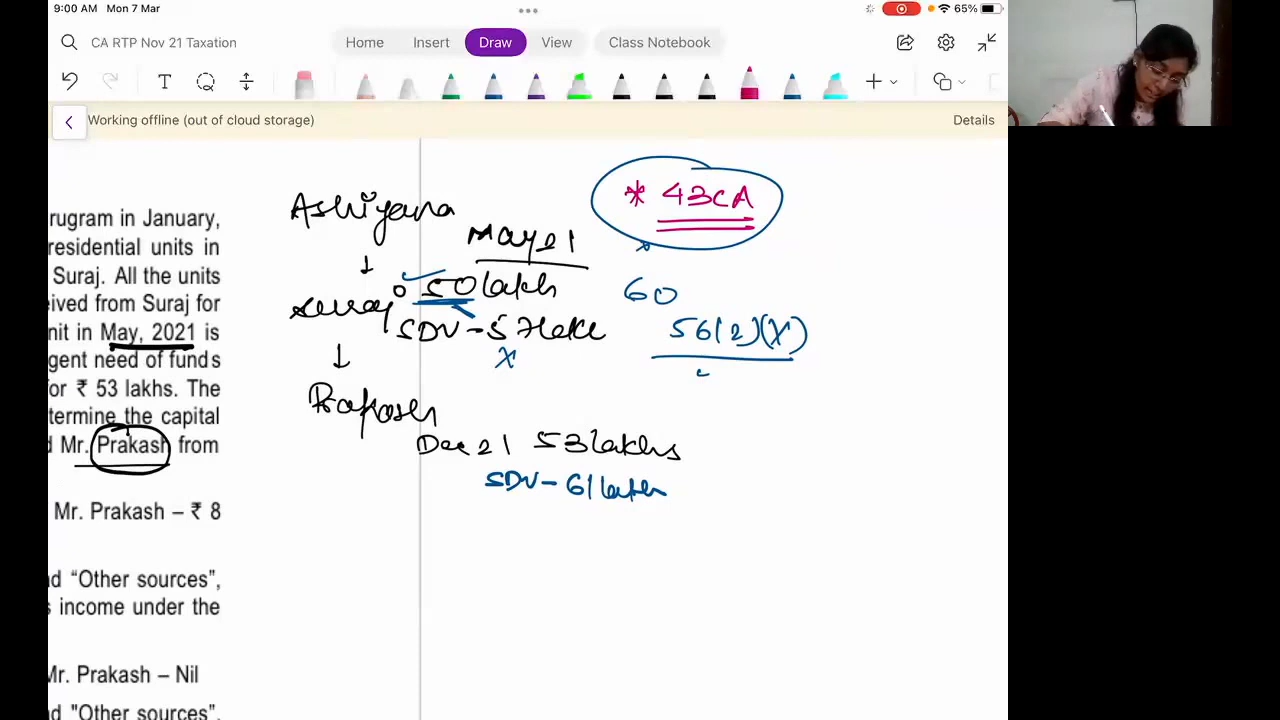 9:00 AM Mon 7 Mar
65%
CA RTP Nov 21 Taxation
Home Insert Draw View Class Notebook
T
Working offline (out of cloud storage)
Details
rugram in January,
residential units in
Suraj. All the units
eived from Suraj for
nit in May, 2021 is
gent need of funds
or ₹ 53 lakhs. The
termine the capital
d Mr. Prakash from
Mr. Prakash – ₹ 8
nd “Other sources”,
s income under the
Mr. Prakash – Nil
nd "Other sources",
* 43CA
Ashiyana
May 21
↓
50 lakh
60
Suraj
SDV - 57 lakh
56(2)(X)
X
↓
Prakash
Dec 21 53 lakhs
SDV - 61 lakh